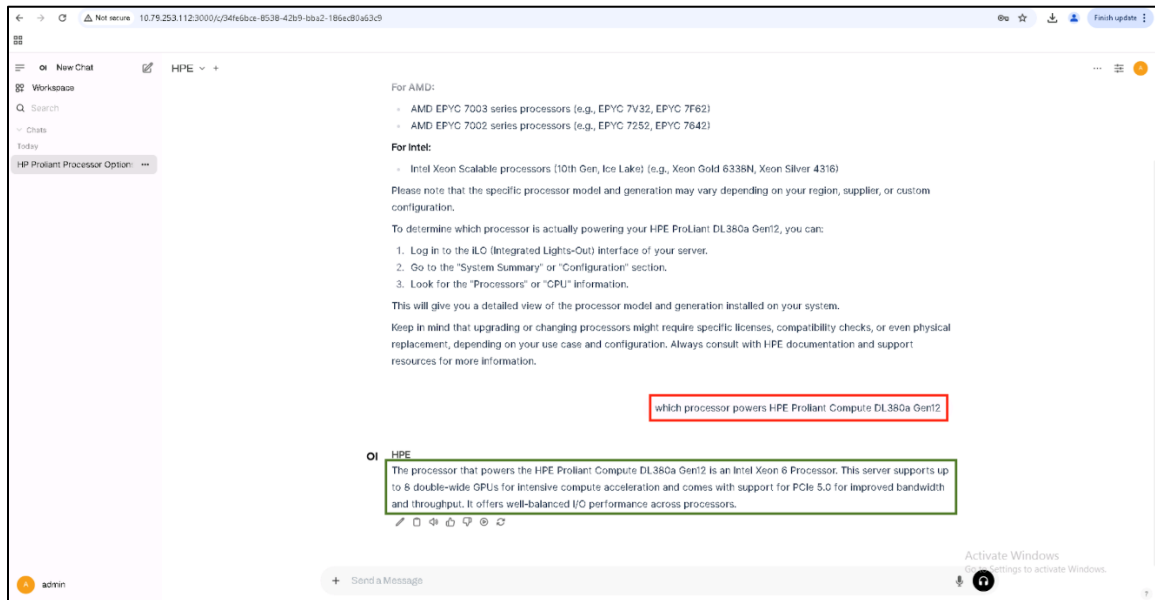 Not secure 10.79.253.112:3000/c/34fe6bce-8538-42b9-bba2-186ec80a63c9
Finish update
OI New Chat
HPE
Workspace
Search
Chats
Today
HP Proliant Processor Option
For AMD:
AMD EPYC 7003 series processors (e.g., EPYC 7V32, EPYC 7F62)
AMD EPYC 7002 series processors (e.g., EPYC 7252, EPYC 7642)
For Intel:
Intel Xeon Scalable processors (10th Gen, Ice Lake) (e.g., Xeon Gold 6338N, Xeon Silver 4316)
Please note that the specific processor model and generation may vary depending on your region, supplier, or custom
configuration.
To determine which processor is actually powering your HPE ProLiant DL380a Gen12, you can:
1. Log in to the iLO (Integrated Lights-Out) interface of your server.
2. Go to the "System Summary" or "Configuration" section.
3. Look for the "Processors" or "CPU" information.
This will give you a detailed view of the processor model and generation installed on your system.
Keep in mind that upgrading or changing processors might require specific licenses, compatibility checks, or even physical
replacement, depending on your use case and configuration. Always consult with HPE documentation and support
resources for more information.
which processor powers HPE Proliant Compute DL380a Gen12
OI HPE
The processor that powers the HPE Proliant Compute DL380a Gen12 is an Intel Xeon 6 Processor. This server supports up
to 8 double-wide GPUs for intensive compute acceleration and comes with support for PCIe 5.0 for improved bandwidth
and throughput. It offers well-balanced I/O performance across processors.
Activate Windows
Go to Settings to activate Windows.
A admin
Send a Message